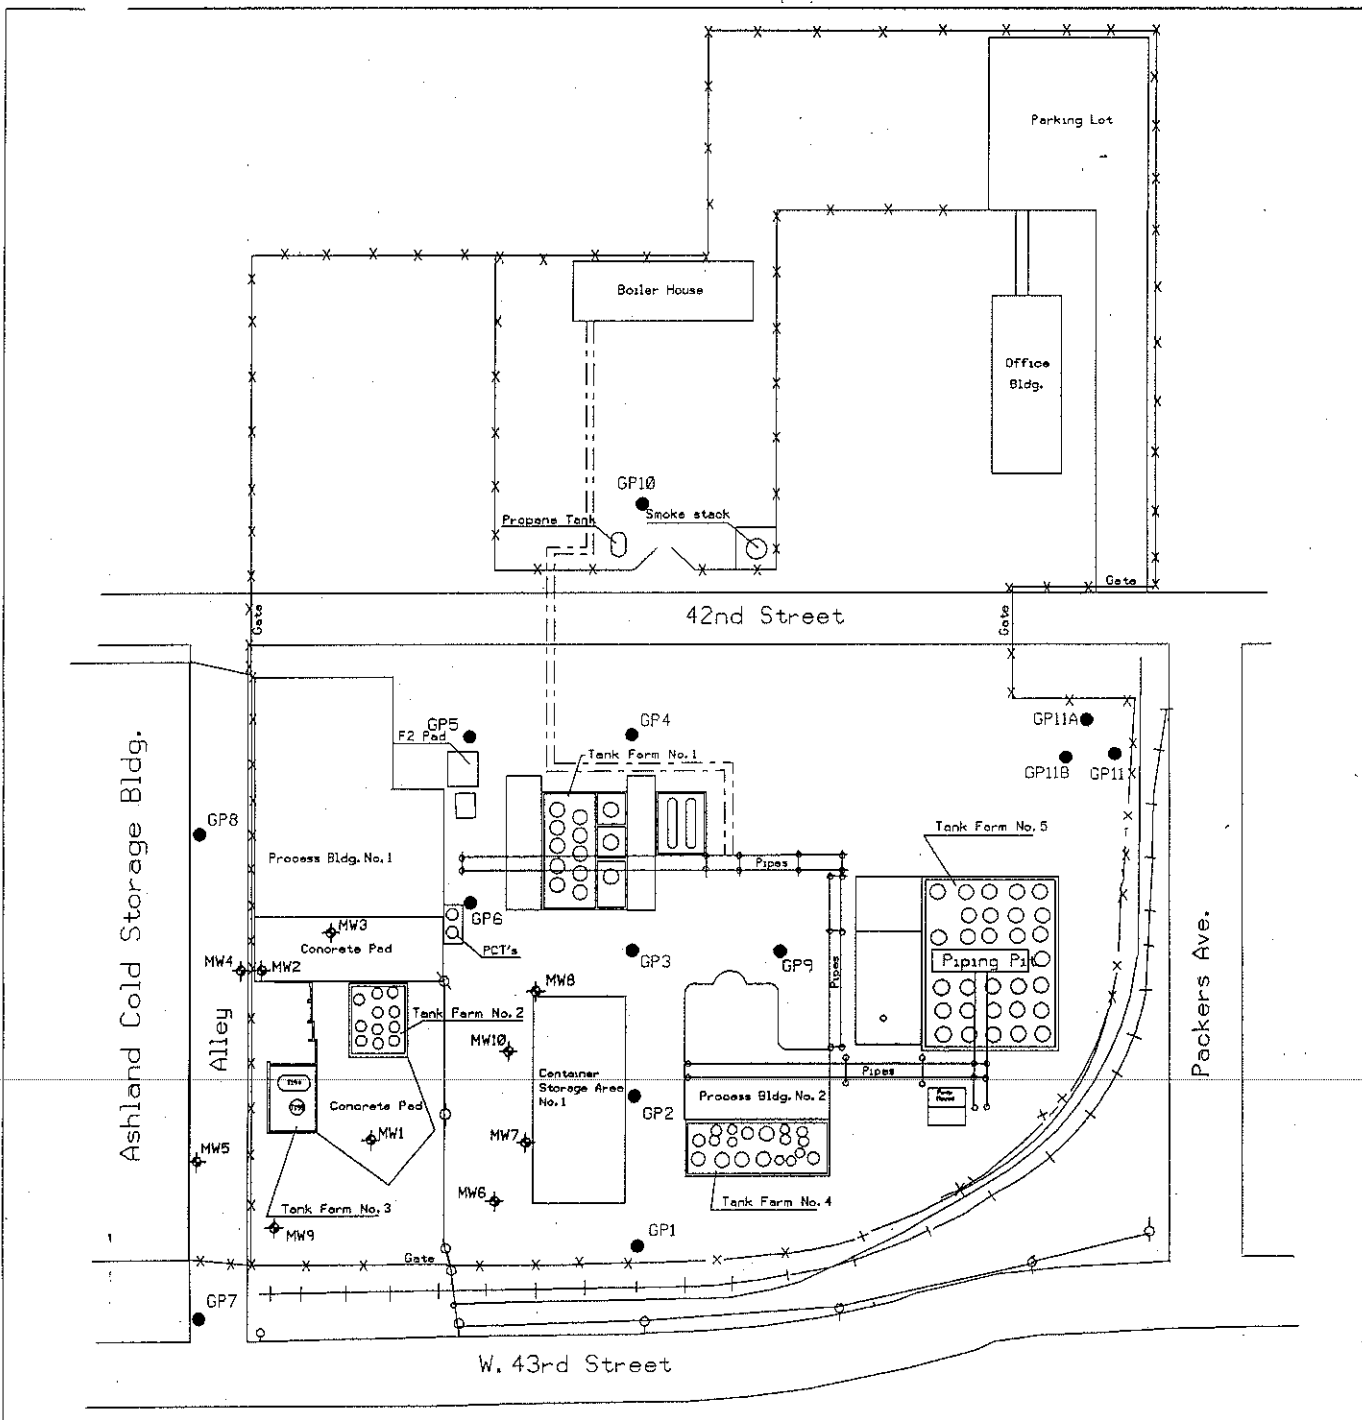 Parking Lot
Boiler House
Office
Bldg.
GP10
Propane Tank
Smoke stack
Gate
42nd Street
Gate
Gate
GP5
GP4
GP11A
F2 Pad
Tank Farm No.1
GP11B
GP11
GP8
Tank Farm No.5
Process Bldg.No.1
Pipes
GP6
MW3
Concrete Pad
PCT's
GP3
GP9
Piping Pit
MW4
MW2
Pipes
MW8
Ashland Cold Storage Bldg.
Alley
Tank Farm No.2
MW10
Packers Ave.
Container
Storage Area
No.1
Pipes
Concrete Pad
GP2
Process Bldg.No.2
MW1
MW7
MW5
MW6
Tank Farm No.4
Tank Farm No.3
MW9
GP1
Gate
GP7
W. 43rd Street